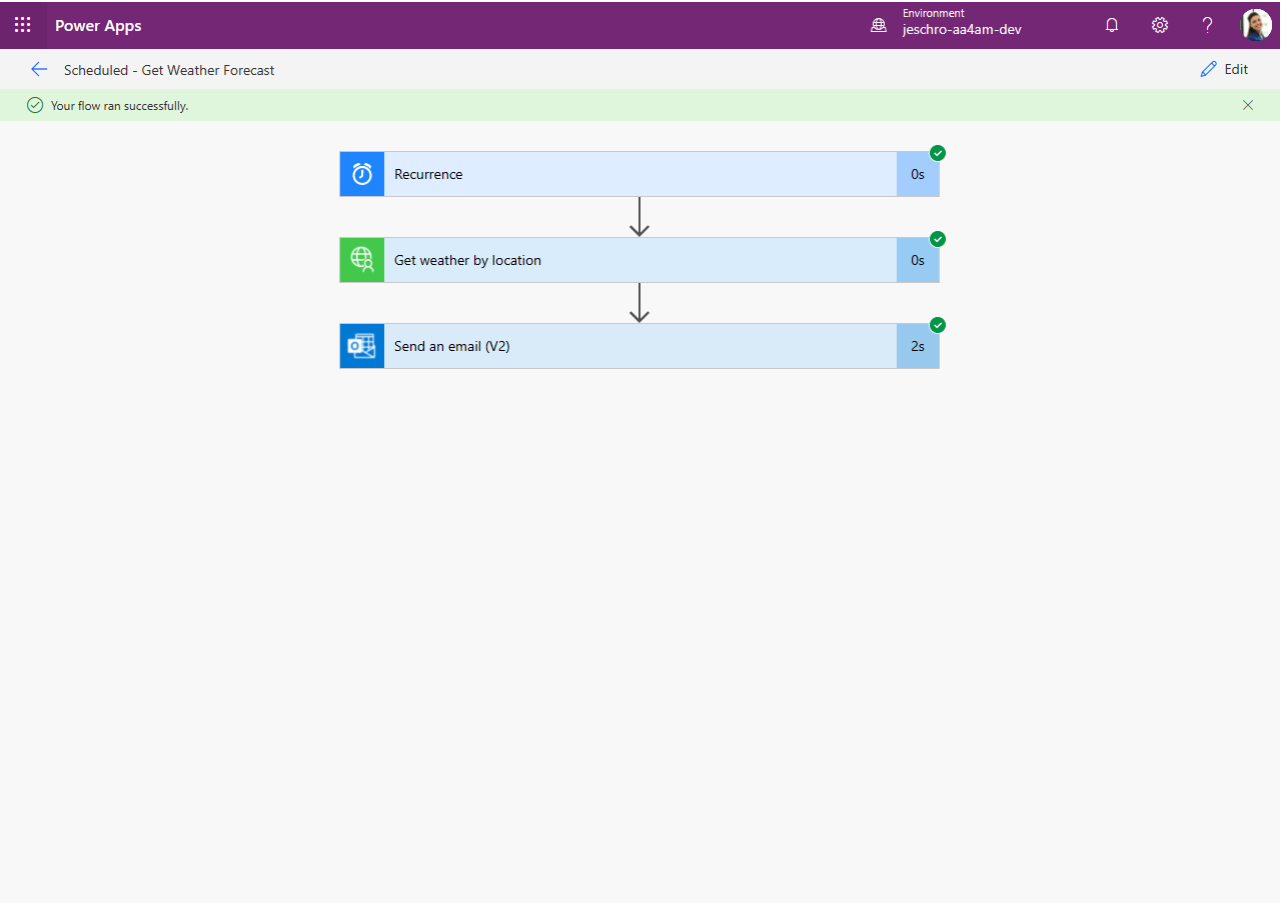 Power Apps
Environment
jeschro-aa4am-dev
Scheduled - Get Weather Forecast
Edit
Your flow ran successfully.
Recurrence
0s
Get weather by location
0s
Send an email (V2)
2s